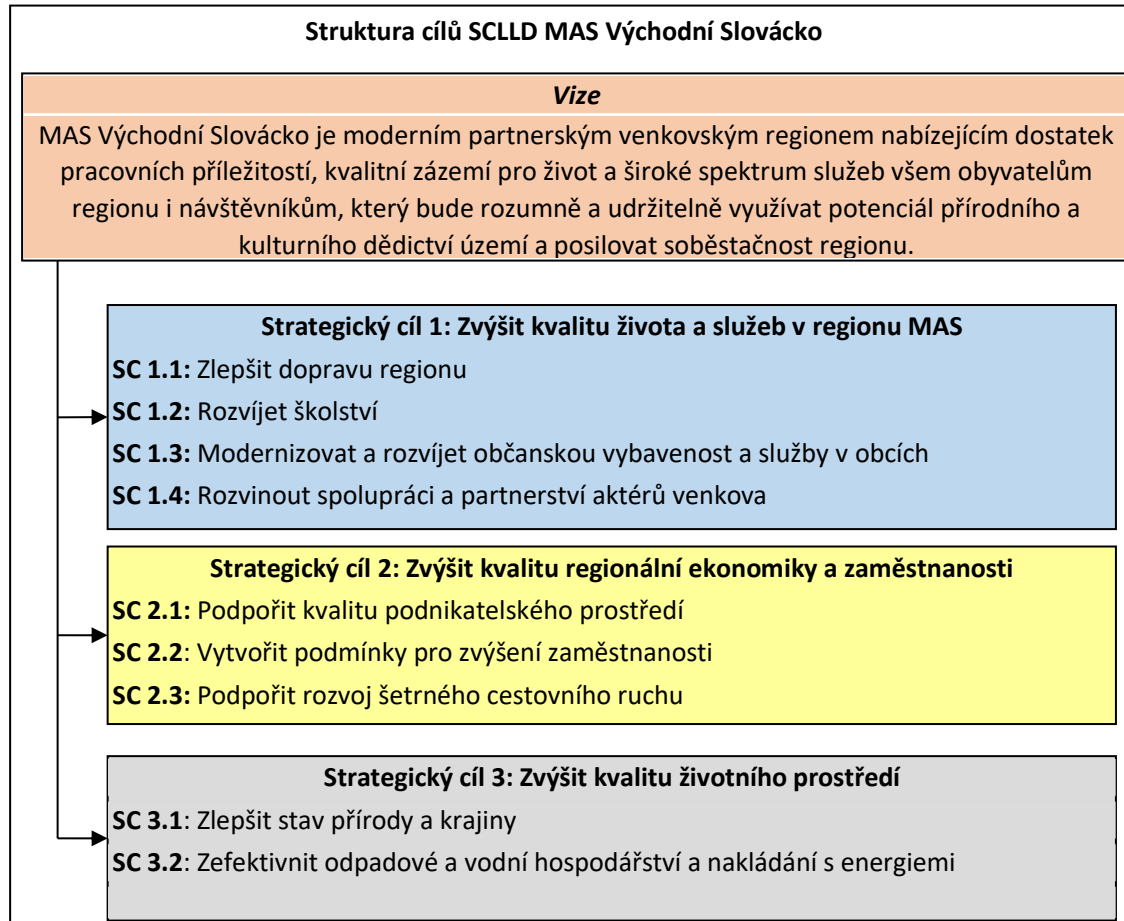 Struktura cílů SCLLD MAS Východní Slovácko
Vize
MAS Východní Slovácko je moderním partnerským venkovským regionem nabízejícím dostatek
pracovních příležitostí, kvalitní zázemí pro život a široké spektrum služeb všem obyvatelům
regionu i návštěvníkům, který bude rozumně a udržitelně využívat potenciál přírodního a
kulturního dědictví území a posilovat soběstačnost regionu.
Strategický cíl 1: Zvýšit kvalitu života a služeb v regionu MAS
SC 1.1: Zlepšit dopravu regionu
SC 1.2: Rozvíjet školství
SC 1.3: Modernizovat a rozvíjet občanskou vybavenost a služby v obcích
SC 1.4: Rozvinout spolupráci a partnerství aktérů venkova
Strategický cíl 2: Zvýšit kvalitu regionální ekonomiky a zaměstnanosti
SC 2.1: Podpořit kvalitu podnikatelského prostředí
SC 2.2: Vytvořit podmínky pro zvýšení zaměstnanosti
SC 2.3: Podpořit rozvoj šetrného cestovního ruchu
Strategický cíl 3: Zvýšit kvalitu životního prostředí
SC 3.1: Zlepšit stav přírody a krajiny
SC 3.2: Zefektivnit odpadové a vodní hospodářství a nakládání s energiemi